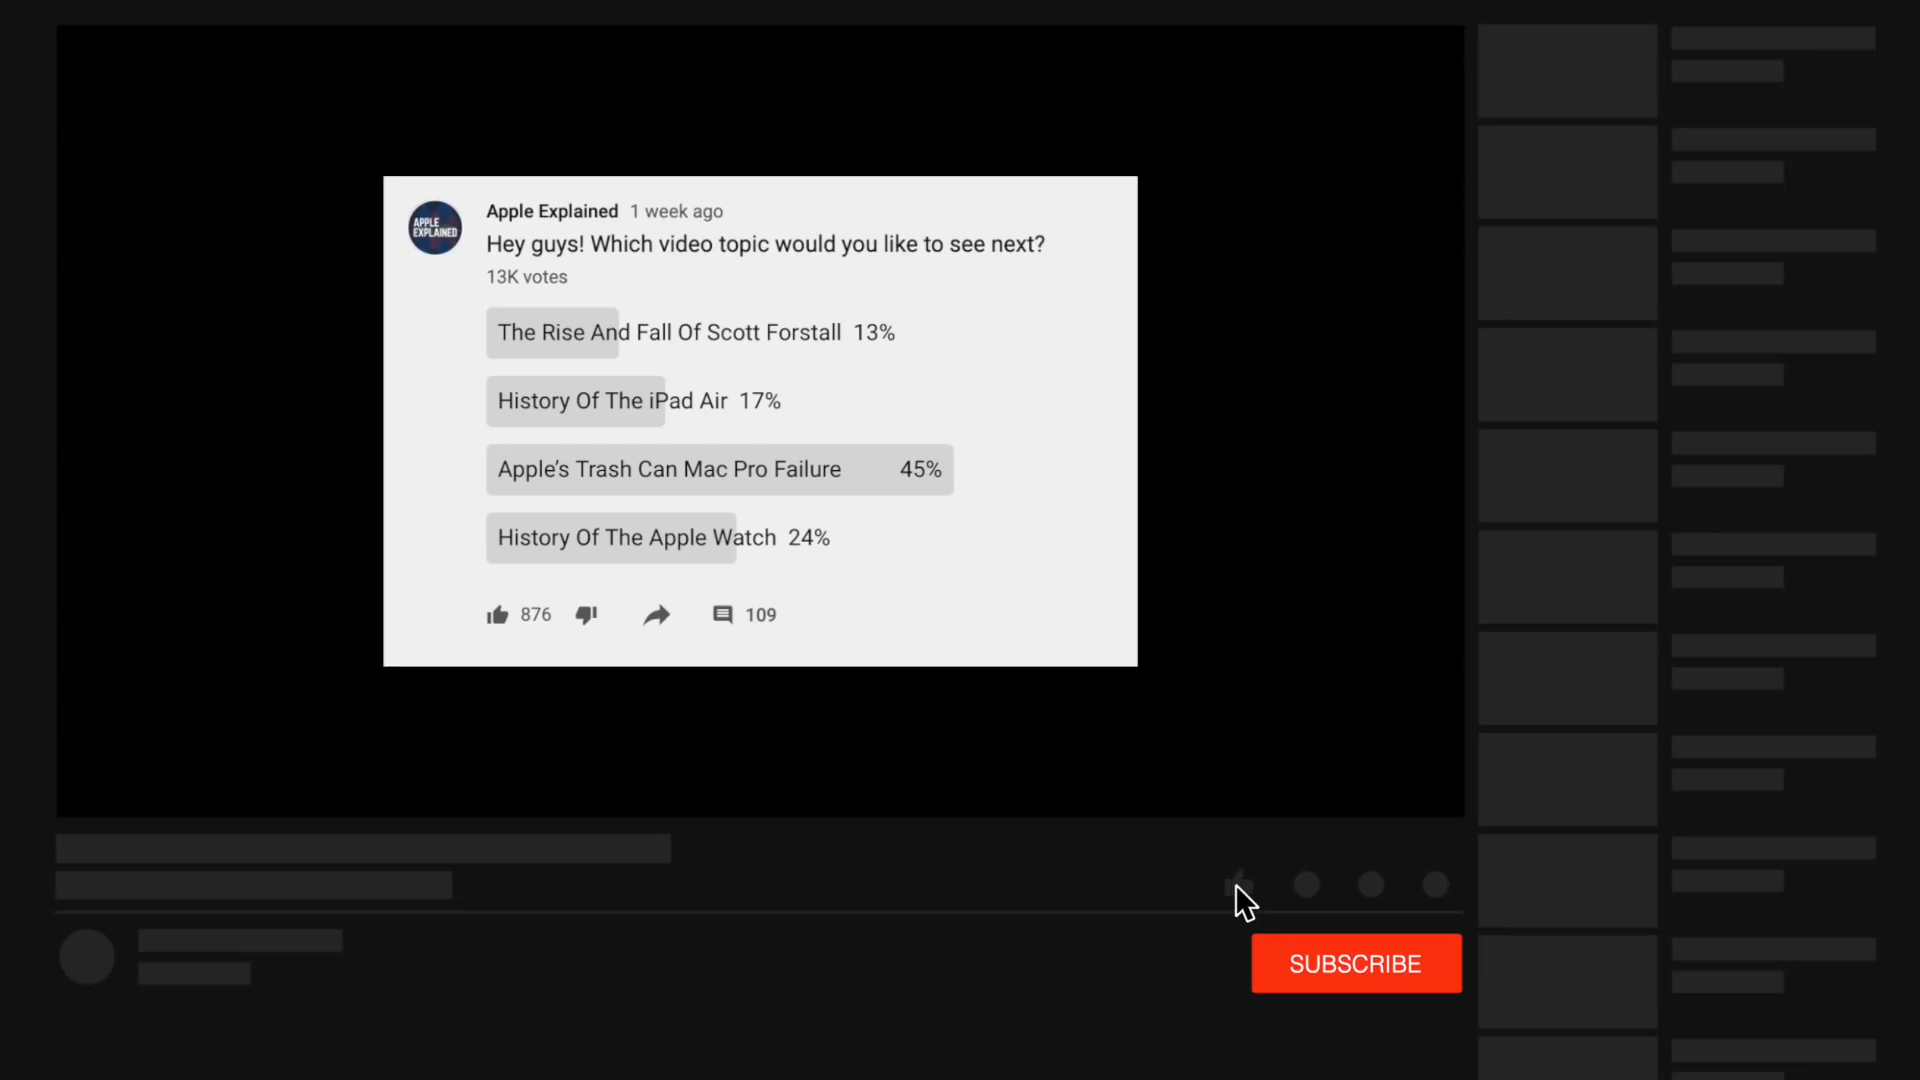 APPLE
EXPLAINED
Apple Explained 1 week ago
Hey guys! Which video topic would you like to see next?
13K votes
The Rise And Fall Of Scott Forstall 13%
History Of The iPad Air 17%
Apple’s Trash Can Mac Pro Failure 45%
History Of The Apple Watch 24%
876 109
SUBSCRIBE